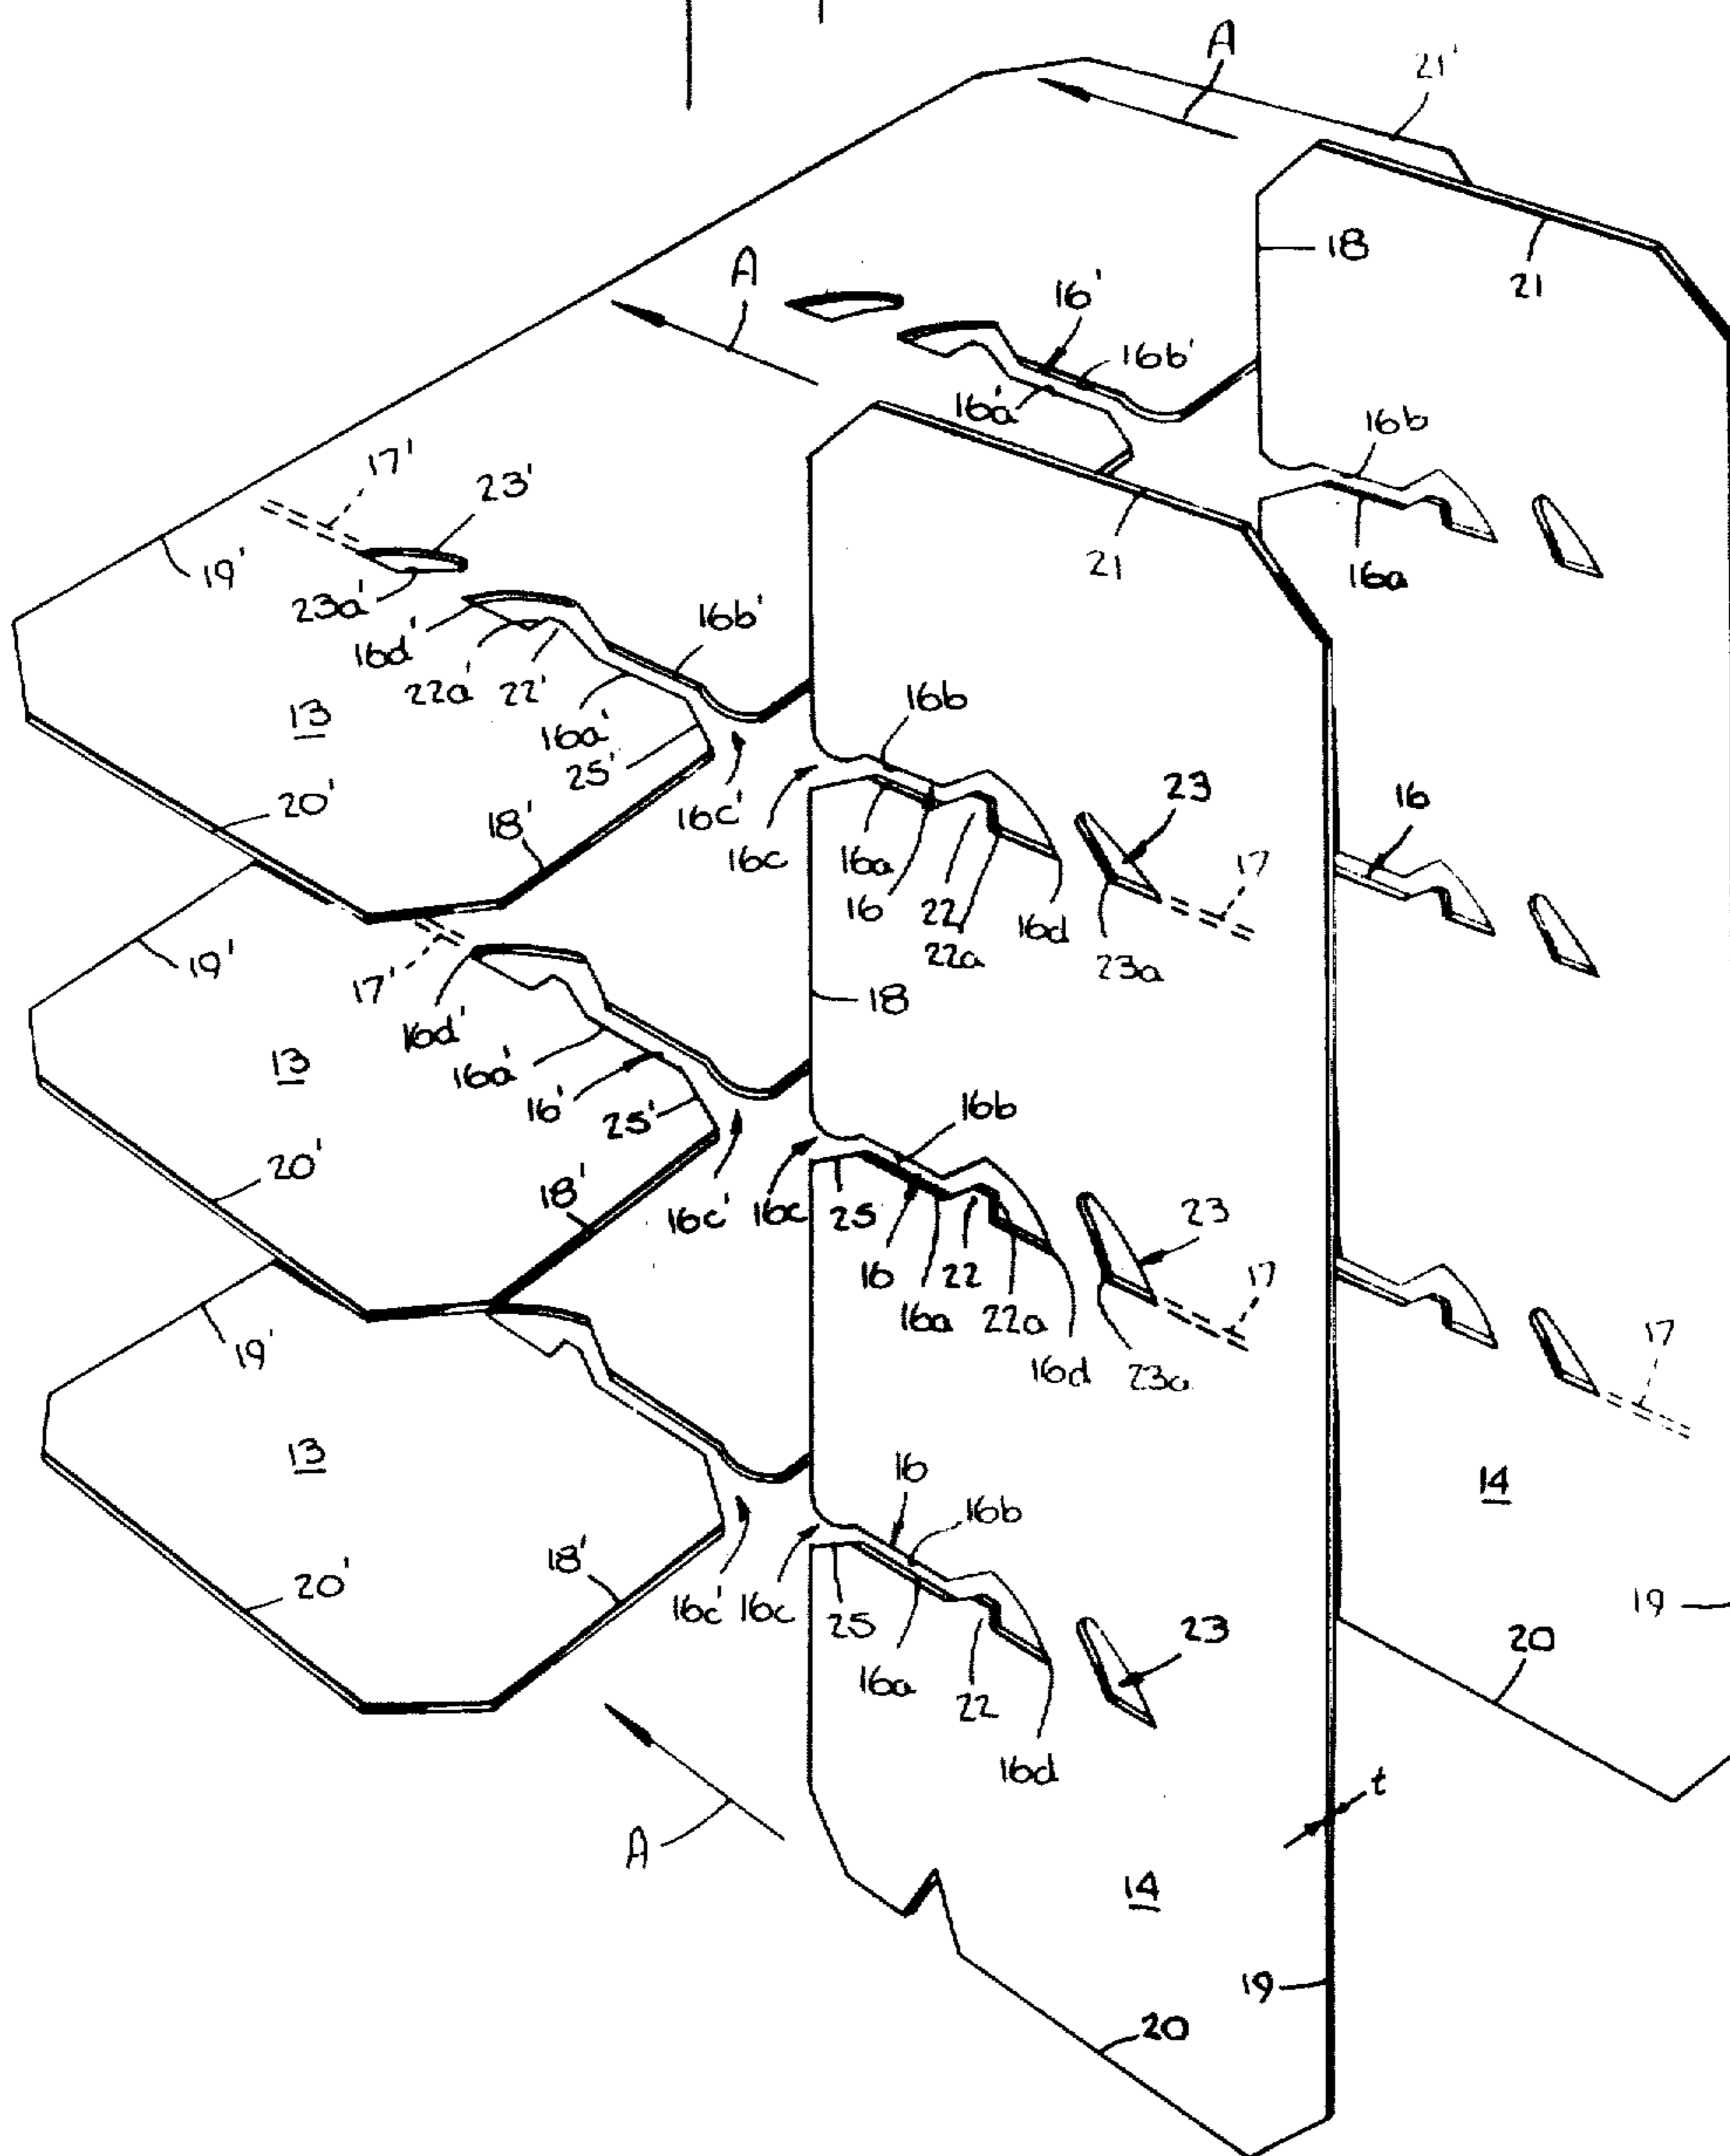 A
21'
18
21
A
16'
16b'
16a'
16b
16a
17'
23'
19'
23a'
16d'
22a'
22'
16a'
16b'
25'
13
20'
18'
16c'
21
16b
16c
16a
16
22
22a
16d
23
17
23a
16
19'
17'
16d'
16a'
16'
25'
18
13
20'
18'
16c'
16c
25
16b
16
16a
22
22a
16d
23
17
23a
17
19'
13
20'
18'
16c'
16c
25
16
16b
16a
22
16d
23
14
19
20
A
t
14
19
20